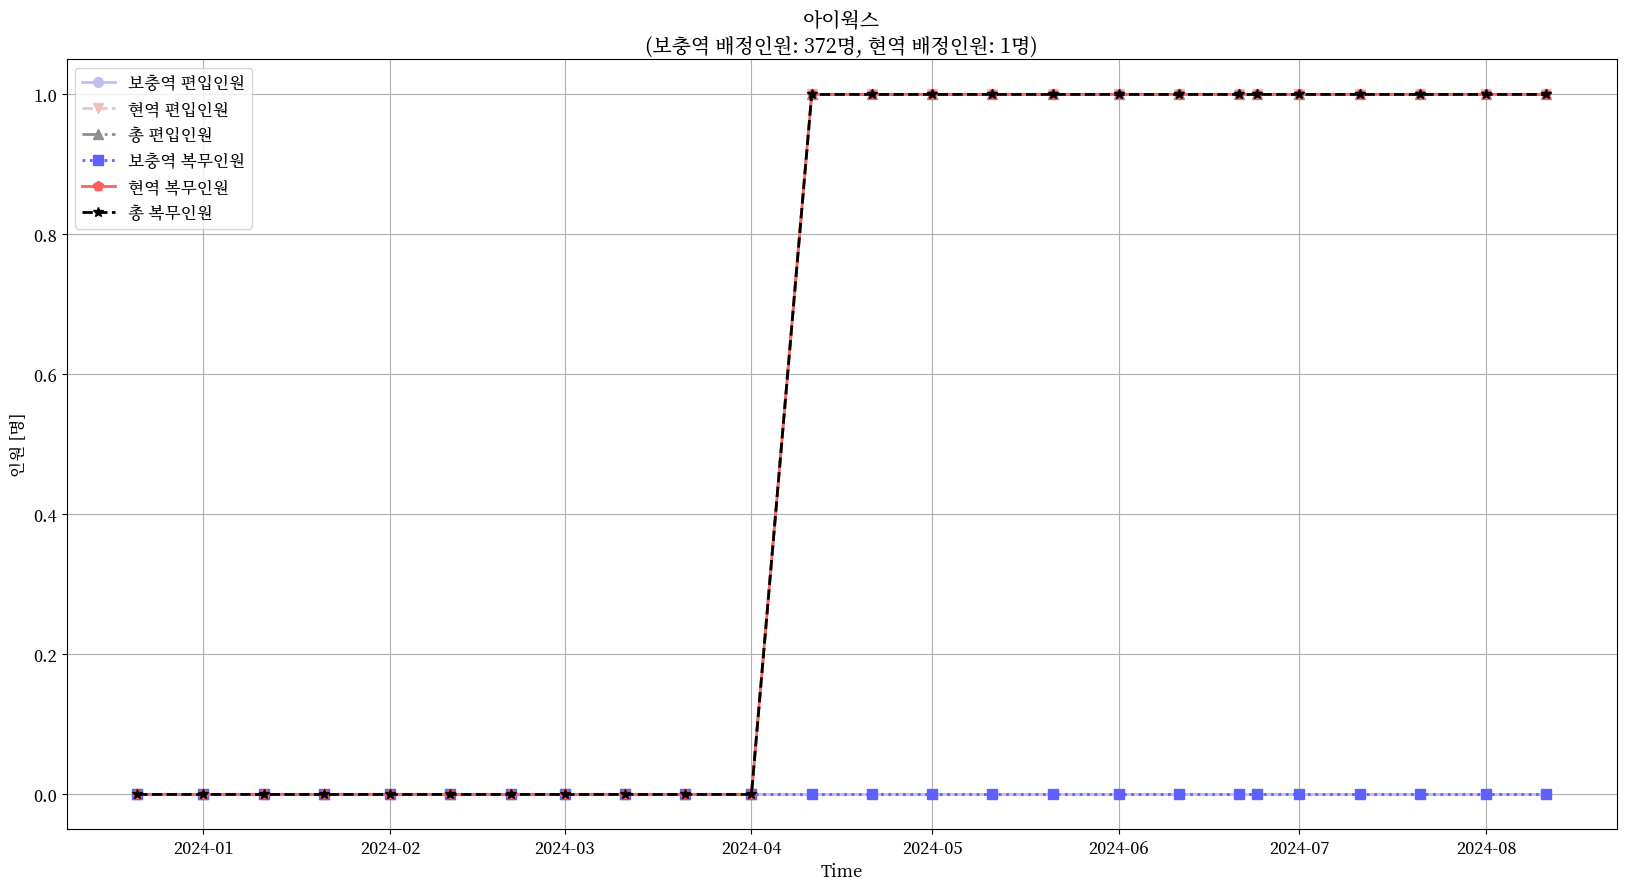 아이웍스
(보충역 배정인원: 372명, 현역 배정인원: 1명)
보충역 편입인원
현역 편입인원
총 편입인원
보충역 복무인원
현역 복무인원
총 복무인원
1.0
0.8
0.6
0.4
0.2
0.0
인원 [명]
2024-01 2024-02 2024-03 2024-04 2024-05 2024-06 2024-07 2024-08
Time